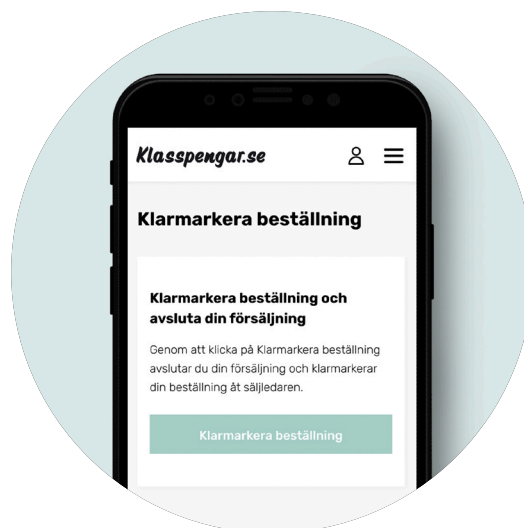 Klasspengar.se
Klarmarkera beställning
Klarmarkera beställning och
avsluta din försäljning
Genom att klicka på Klarmarkera beställning
avslutar du din försäljning och klarmarkerar
din beställning åt säljledaren.
Klarmarkera beställning